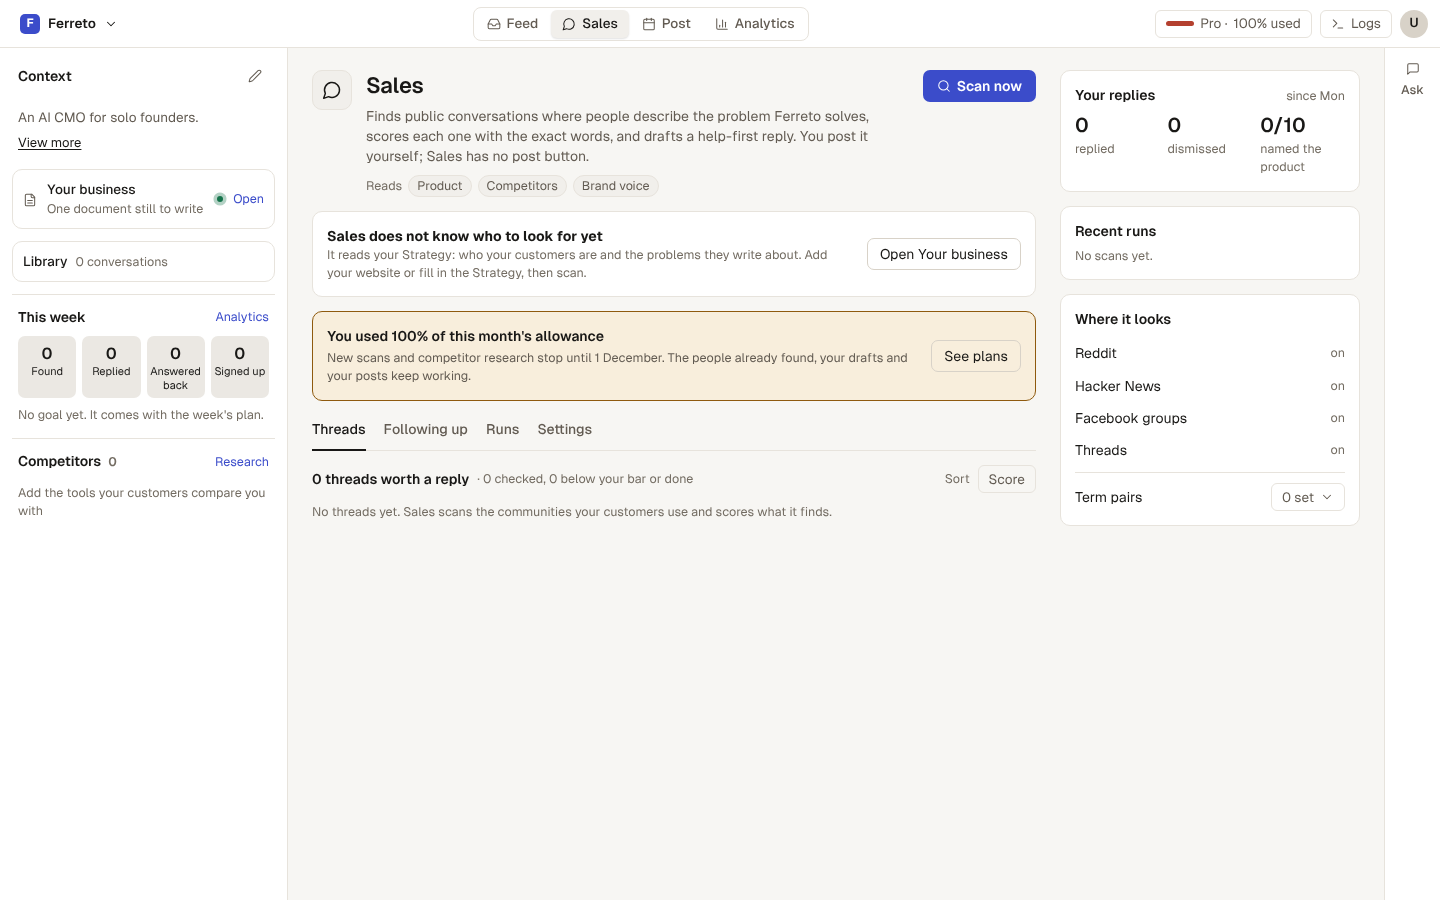 F Ferreto
Feed Sales Post Analytics
Pro · 100% used
Logs
U
Context
An AI CMO for solo founders.
View more
Your business
One document still to write
Open
Library 0 conversations
This week Analytics
0 Found
0 Replied
0 Answered back
0 Signed up
No goal yet. It comes with the week's plan.
Competitors 0 Research
Add the tools your customers compare you
with
Sales
Scan now
Finds public conversations where people describe the problem Ferreto solves,
scores each one with the exact words, and drafts a help-first reply. You post it
yourself; Sales has no post button.
Reads Product Competitors Brand voice
Sales does not know who to look for yet
It reads your Strategy: who your customers are and the problems they write about. Add
your website or fill in the Strategy, then scan.
Open Your business
You used 100% of this month's allowance
New scans and competitor research stop until 1 December. The people already found, your drafts and
your posts keep working.
See plans
Threads Following up Runs Settings
0 threads worth a reply · 0 checked, 0 below your bar or done
Sort Score
No threads yet. Sales scans the communities your customers use and scores what it finds.
Your replies since Mon
0 replied
0 dismissed
0/10 named the product
Recent runs
No scans yet.
Where it looks
Reddit on
Hacker News on
Facebook groups on
Threads on
Term pairs 0 set
Ask